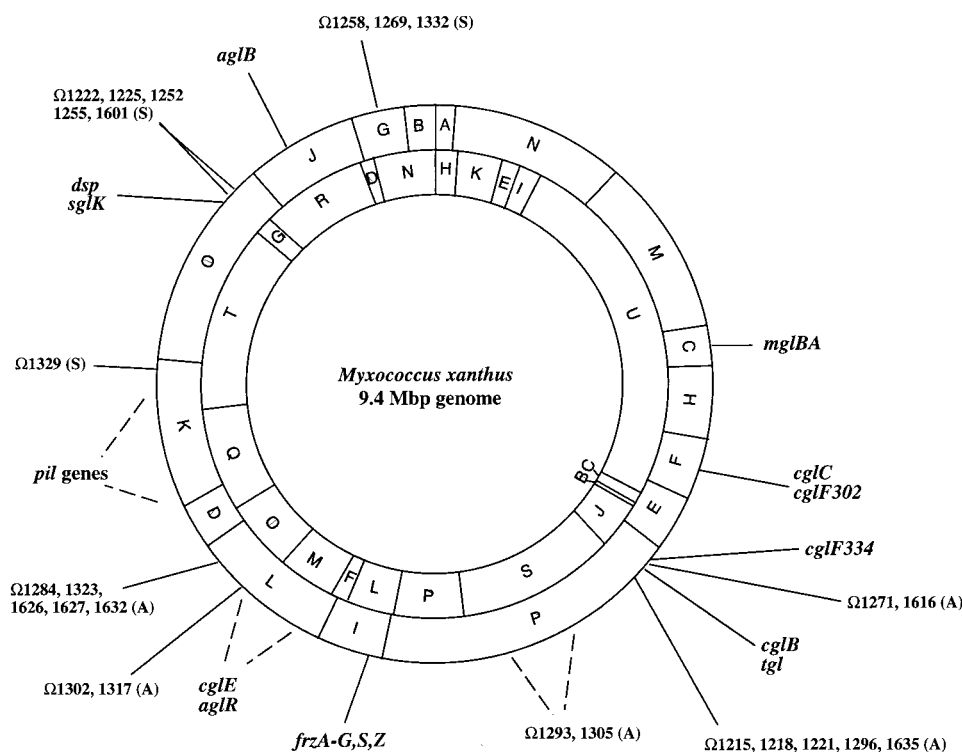 Ω1258, 1269, 1332 (S)
aglB
Ω1222, 1225, 1252
1255, 1601 (S)
dsp
sglK
Ω1329 (S)
pil genes
Ω1284, 1323,
1626, 1627, 1632 (A)
Ω1302, 1317 (A)
cglE
aglR
frzA-G,S,Z
Ω1293, 1305 (A)
Ω1215, 1218, 1221, 1296, 1635 (A)
cglB
tgl
Ω1271, 1616 (A)
cglF334
cglC
cglF302
mglBA
Myxococcus xanthus
9.4 Mbp genome
A
N
M
C
H
F
E
P
I
L
D
K
O
J
G
B
H
K
E
I
U
C
B
J
S
P
L
F
M
O
Q
T
G
R
D
N